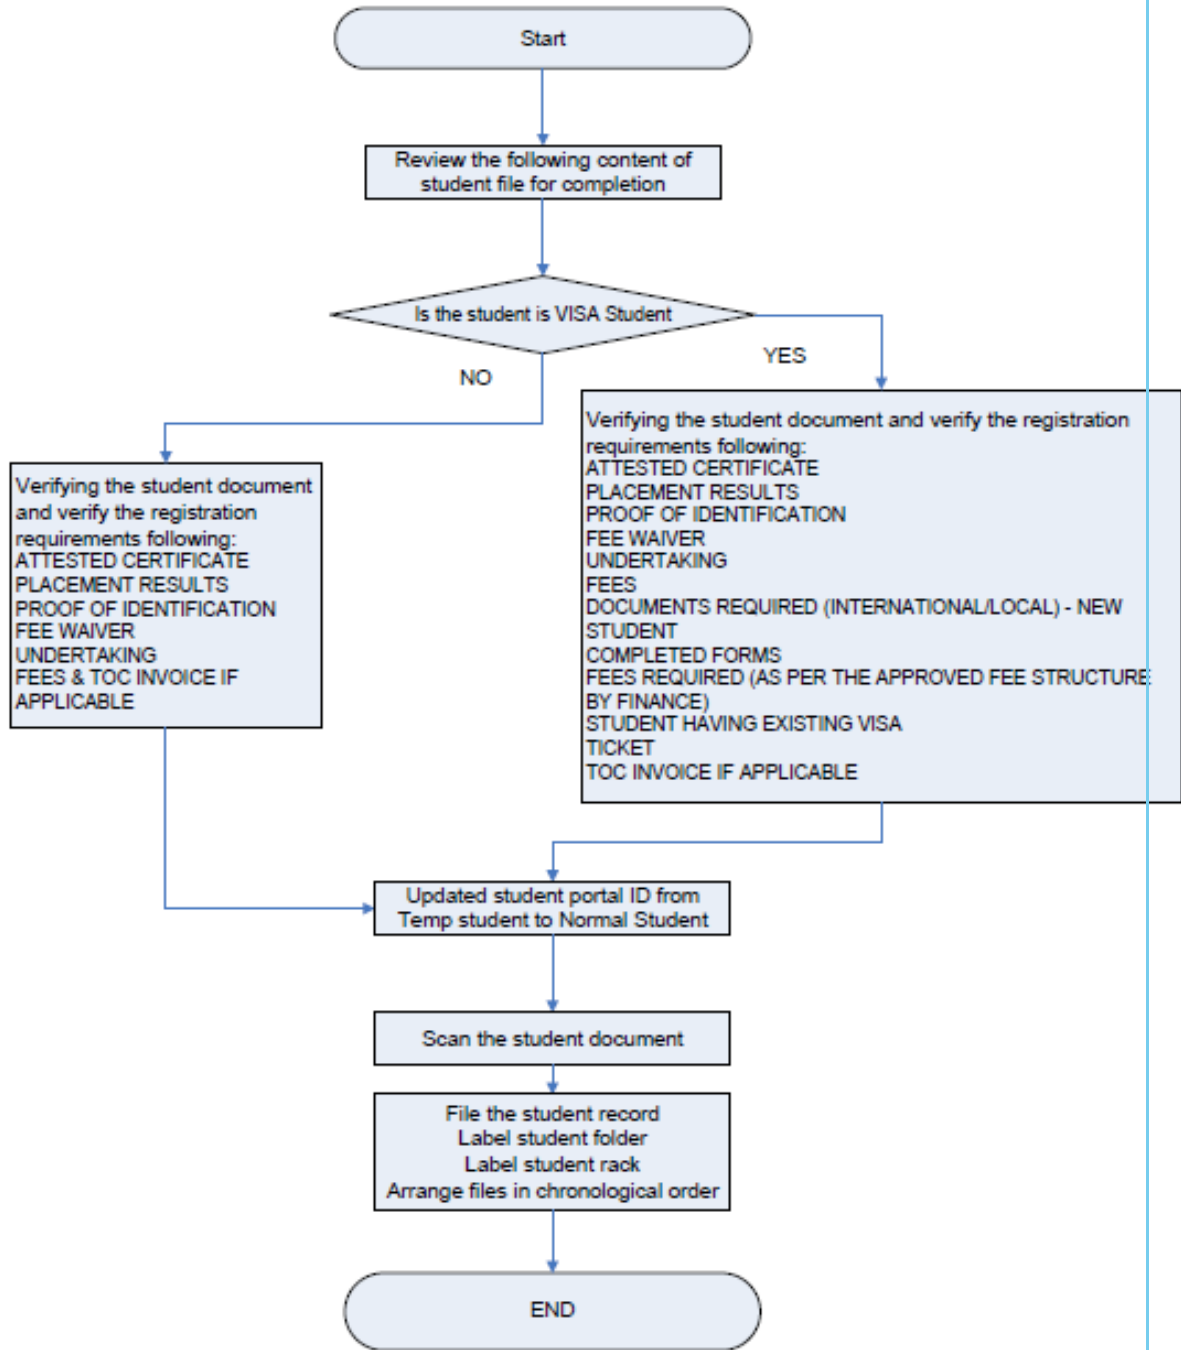 Start
Review the following content of
student file for completion
Is the student is VISA Student
YES
NO
Verifying the student document
and verify the registration
requirements following:
ATTESTED CERTIFICATE
PLACEMENT RESULTS
PROOF OF IDENTIFICATION
FEE WAIVER
UNDERTAKING
FEES & TOC INVOICE IF
APPLICABLE
Verifying the student document and verify the registration
requirements following:
ATTESTED CERTIFICATE
PLACEMENT RESULTS
PROOF OF IDENTIFICATION
FEE WAIVER
UNDERTAKING
FEES
DOCUMENTS REQUIRED (INTERNATIONAL/LOCAL) - NEW
STUDENT
COMPLETED FORMS
FEES REQUIRED (AS PER THE APPROVED FEE STRUCTURE
BY FINANCE)
STUDENT HAVING EXISTING VISA
TICKET
TOC INVOICE IF APPLICABLE
Updated student portal ID from
Temp student to Normal Student
Scan the student document
File the student record
Label student folder
Label student rack
Arrange files in chronological order
END